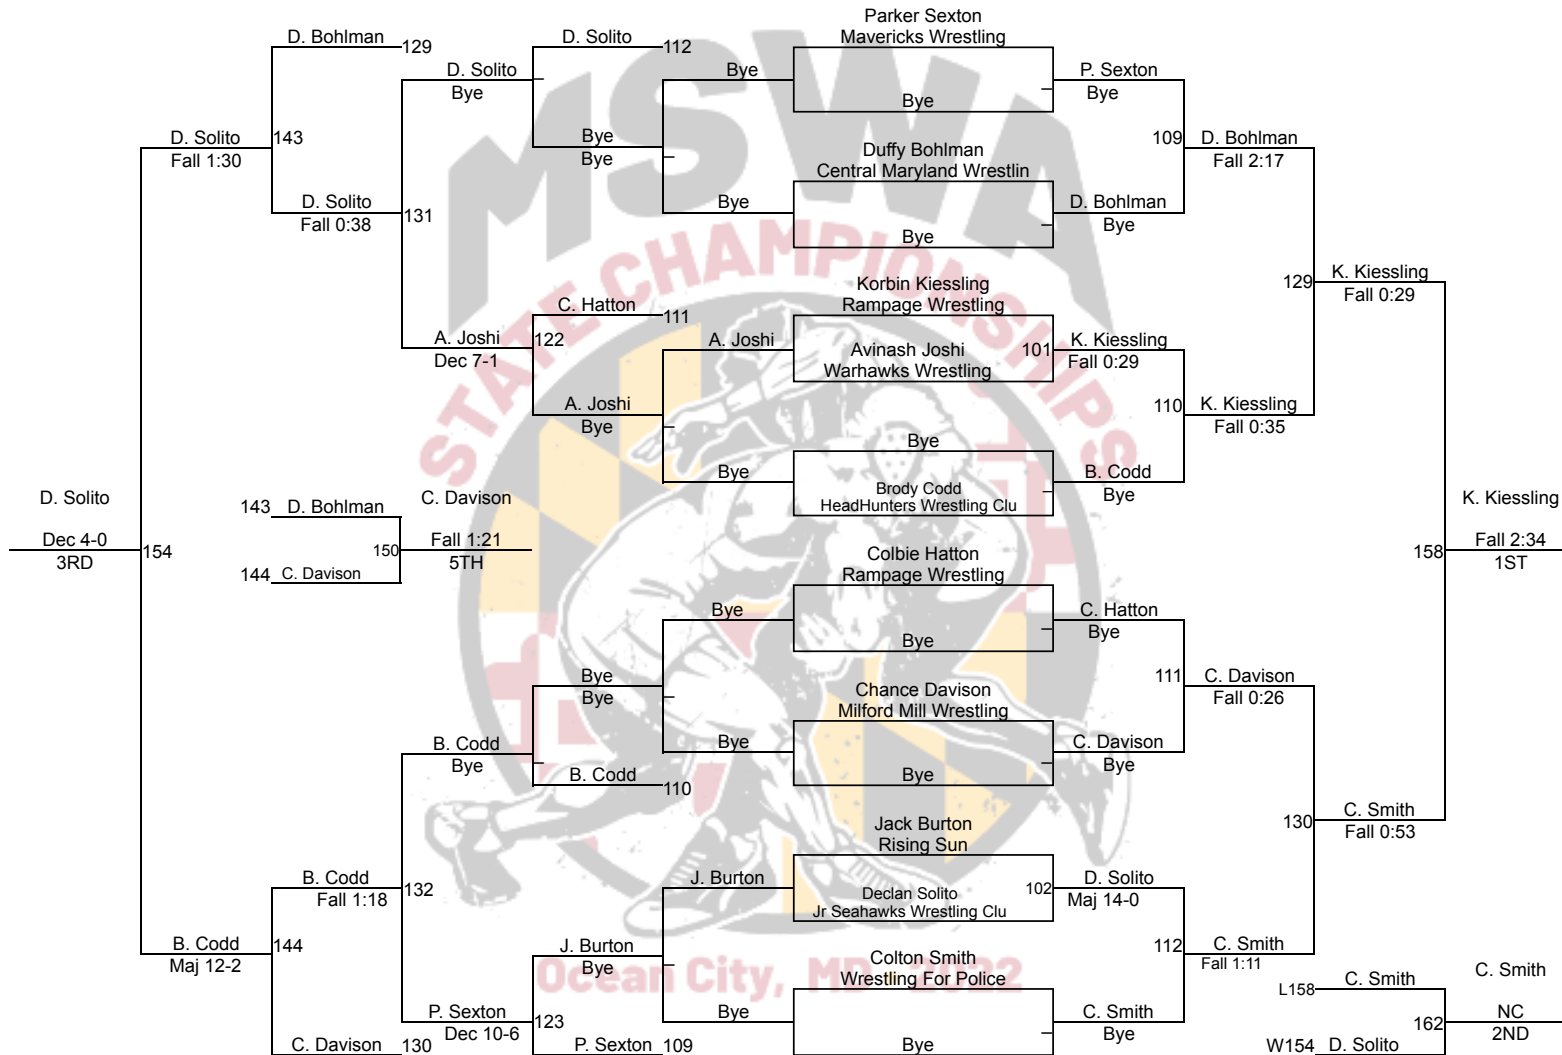 Parker Sexton
D. Bohlman 129
D. Solito 112
Mavericks Wrestling
D. Solito
Bye
Bye
P. Sexton
Bye
Bye
D. Solito
Fall 1:30
143
Bye
Bye
Duffy Bohlman
Central Maryland Wrestlin
109
D. Bohlman
Fall 2:17
D. Solito
Fall 0:38
131
Bye
Bye
D. Bohlman
Bye
MSWA
STATE CHAMPIONSHIPS
Korbin Kiessling
Rampage Wrestling
129
K. Kiessling
Fall 0:29
C. Hatton 111
A. Joshi
Dec 7-1
122
A. Joshi
Avinash Joshi
Warhawks Wrestling
101
K. Kiessling
Fall 0:29
A. Joshi
Bye
110
K. Kiessling
Fall 0:35
Bye
Bye
Brody Codd
HeadHunters Wrestling Clu
B. Codd
Bye
D. Solito
Dec 4-0
3RD
154
143 D. Bohlman
C. Davison
Fall 1:21
5TH
150
144 C. Davison
K. Kiessling
Fall 2:34
1ST
158
Colbie Hatton
Rampage Wrestling
Bye
Bye
C. Hatton
Bye
Bye
Bye
Chance Davison
Milford Mill Wrestling
111
C. Davison
Fall 0:26
B. Codd
Bye
Bye
Bye
C. Davison
Bye
B. Codd 110
130
C. Smith
Fall 0:53
Jack Burton
Rising Sun
B. Codd
Fall 1:18
132
J. Burton
Declan Solito
Jr Seahawks Wrestling Clu
102
D. Solito
Maj 14-0
B. Codd
Maj 12-2
144
J. Burton
Bye
Colton Smith
Wrestling For Police
112
C. Smith
Fall 1:11
Ocean City, MD - 2022
P. Sexton
Dec 10-6
123
Bye
Bye
C. Smith
Bye
C. Davison 130
P. Sexton 109
L158 C. Smith
C. Smith
NC
2ND
162
W154 D. Solito